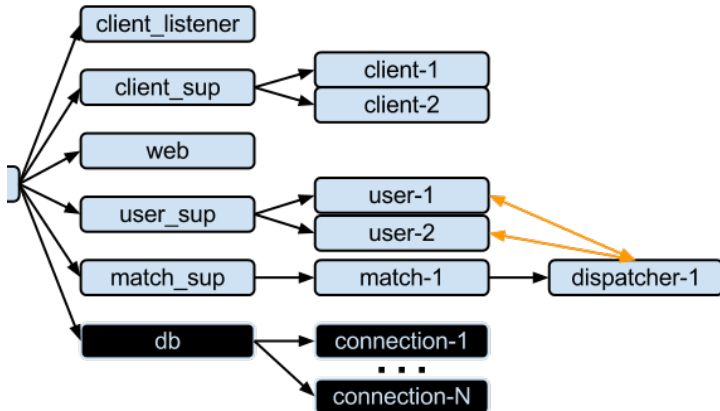 client_listener
client_sup
client-1
client-2
web
user_sup
user-1
user-2
match_sup
match-1
dispatcher-1
db
connection-1
...
connection-N